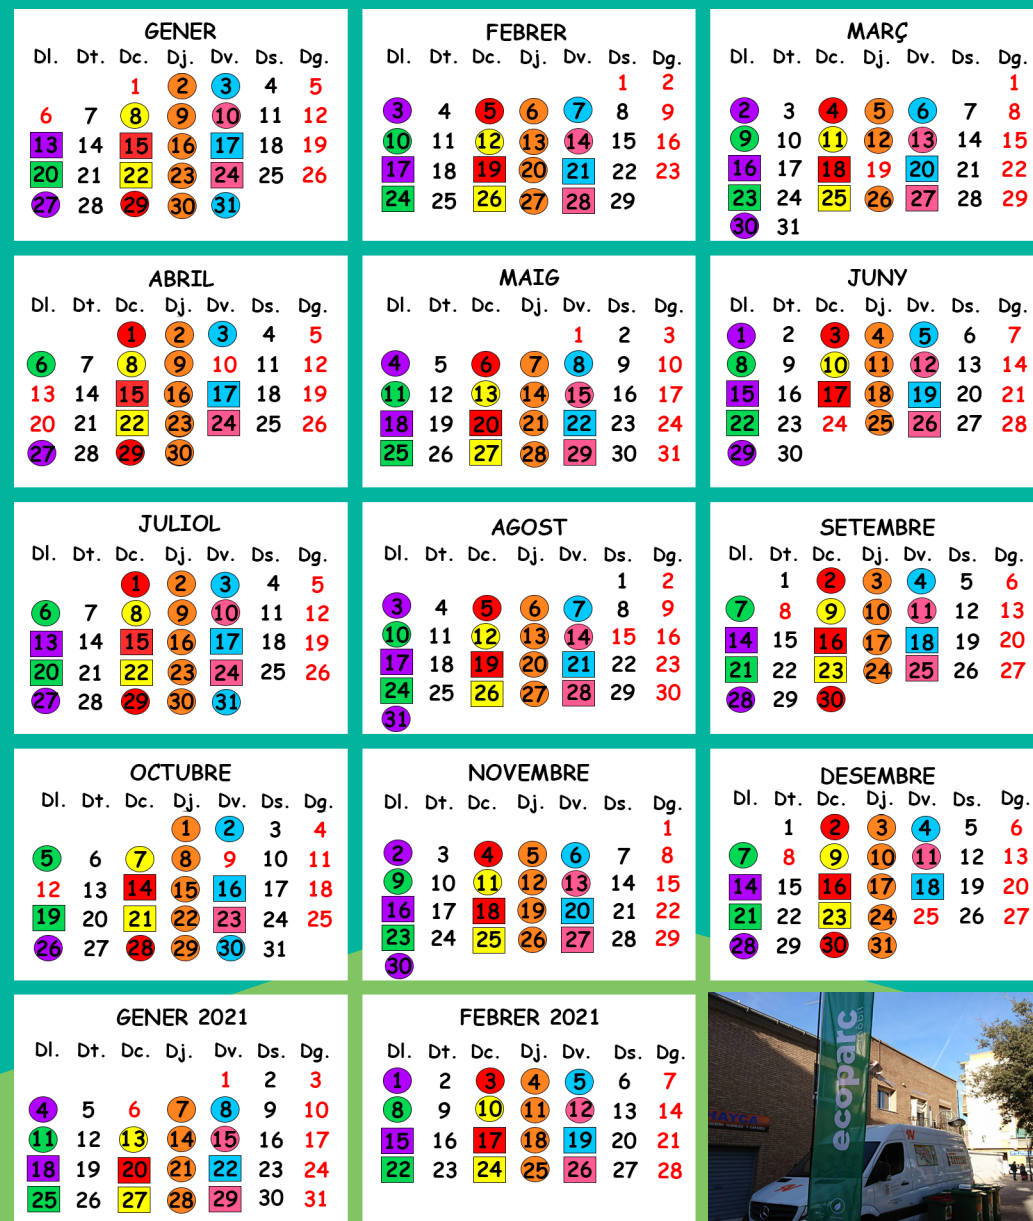 GENER
Dl. Dt. Dc. Dj. Dv. Ds. Dg.
1 2 3 4 5
6 7 8 9 10 11 12
13 14 15 16 17 18 19
20 21 22 23 24 25 26
27 28 29 30 31
FEBRER
Dl. Dt. Dc. Dj. Dv. Ds. Dg.
1 2
3 4 5 6 7 8 9
10 11 12 13 14 15 16
17 18 19 20 21 22 23
24 25 26 27 28 29
MARÇ
Dl. Dt. Dc. Dj. Dv. Ds. Dg.
1
2 3 4 5 6 7 8
9 10 11 12 13 14 15
16 17 18 19 20 21 22
23 24 25 26 27 28 29
30 31
ABRIL
Dl. Dt. Dc. Dj. Dv. Ds. Dg.
1 2 3 4 5
6 7 8 9 10 11 12
13 14 15 16 17 18 19
20 21 22 23 24 25 26
27 28 29 30
MAIG
Dl. Dt. Dc. Dj. Dv. Ds. Dg.
1 2 3
4 5 6 7 8 9 10
11 12 13 14 15 16 17
18 19 20 21 22 23 24
25 26 27 28 29 30 31
JUNY
Dl. Dt. Dc. Dj. Dv. Ds. Dg.
1 2 3 4 5 6 7
8 9 10 11 12 13 14
15 16 17 18 19 20 21
22 23 24 25 26 27 28
29 30
JULIOL
Dl. Dt. Dc. Dj. Dv. Ds. Dg.
1 2 3 4 5
6 7 8 9 10 11 12
13 14 15 16 17 18 19
20 21 22 23 24 25 26
27 28 29 30 31
AGOST
Dl. Dt. Dc. Dj. Dv. Ds. Dg.
1 2
3 4 5 6 7 8 9
10 11 12 13 14 15 16
17 18 19 20 21 22 23
24 25 26 27 28 29 30
31
SETEMBRE
Dl. Dt. Dc. Dj. Dv. Ds. Dg.
1 2 3 4 5 6
7 8 9 10 11 12 13
14 15 16 17 18 19 20
21 22 23 24 25 26 27
28 29 30
OCTUBRE
Dl. Dt. Dc. Dj. Dv. Ds. Dg.
1 2 3 4
5 6 7 8 9 10 11
12 13 14 15 16 17 18
19 20 21 22 23 24 25
26 27 28 29 30 31
NOVEMBRE
Dl. Dt. Dc. Dj. Dv. Ds. Dg.
1
2 3 4 5 6 7 8
9 10 11 12 13 14 15
16 17 18 19 20 21 22
23 24 25 26 27 28 29
30
DESEMBRE
Dl. Dt. Dc. Dj. Dv. Ds. Dg.
1 2 3 4 5 6
7 8 9 10 11 12 13
14 15 16 17 18 19 20
21 22 23 24 25 26 27
28 29 30 31
GENER 2021
Dl. Dt. Dc. Dj. Dv. Ds. Dg.
1 2 3
4 5 6 7 8 9 10
11 12 13 14 15 16 17
18 19 20 21 22 23 24
25 26 27 28 29 30 31
FEBRER 2021
Dl. Dt. Dc. Dj. Dv. Ds. Dg.
1 2 3 4 5 6 7
8 9 10 11 12 13 14
15 16 17 18 19 20 21
22 23 24 25 26 27 28
ecoparc
mòbil